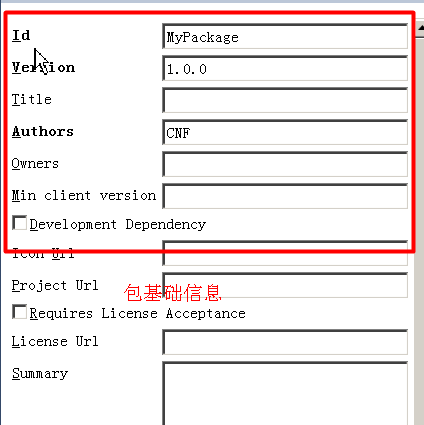 Id MyPackage
Version 1.0.0
Title
Authors CNF
Owners
Min client version
Development Dependency
Icon Url
Project Url
包基础信息
Requires License Acceptance
License Url
Summary